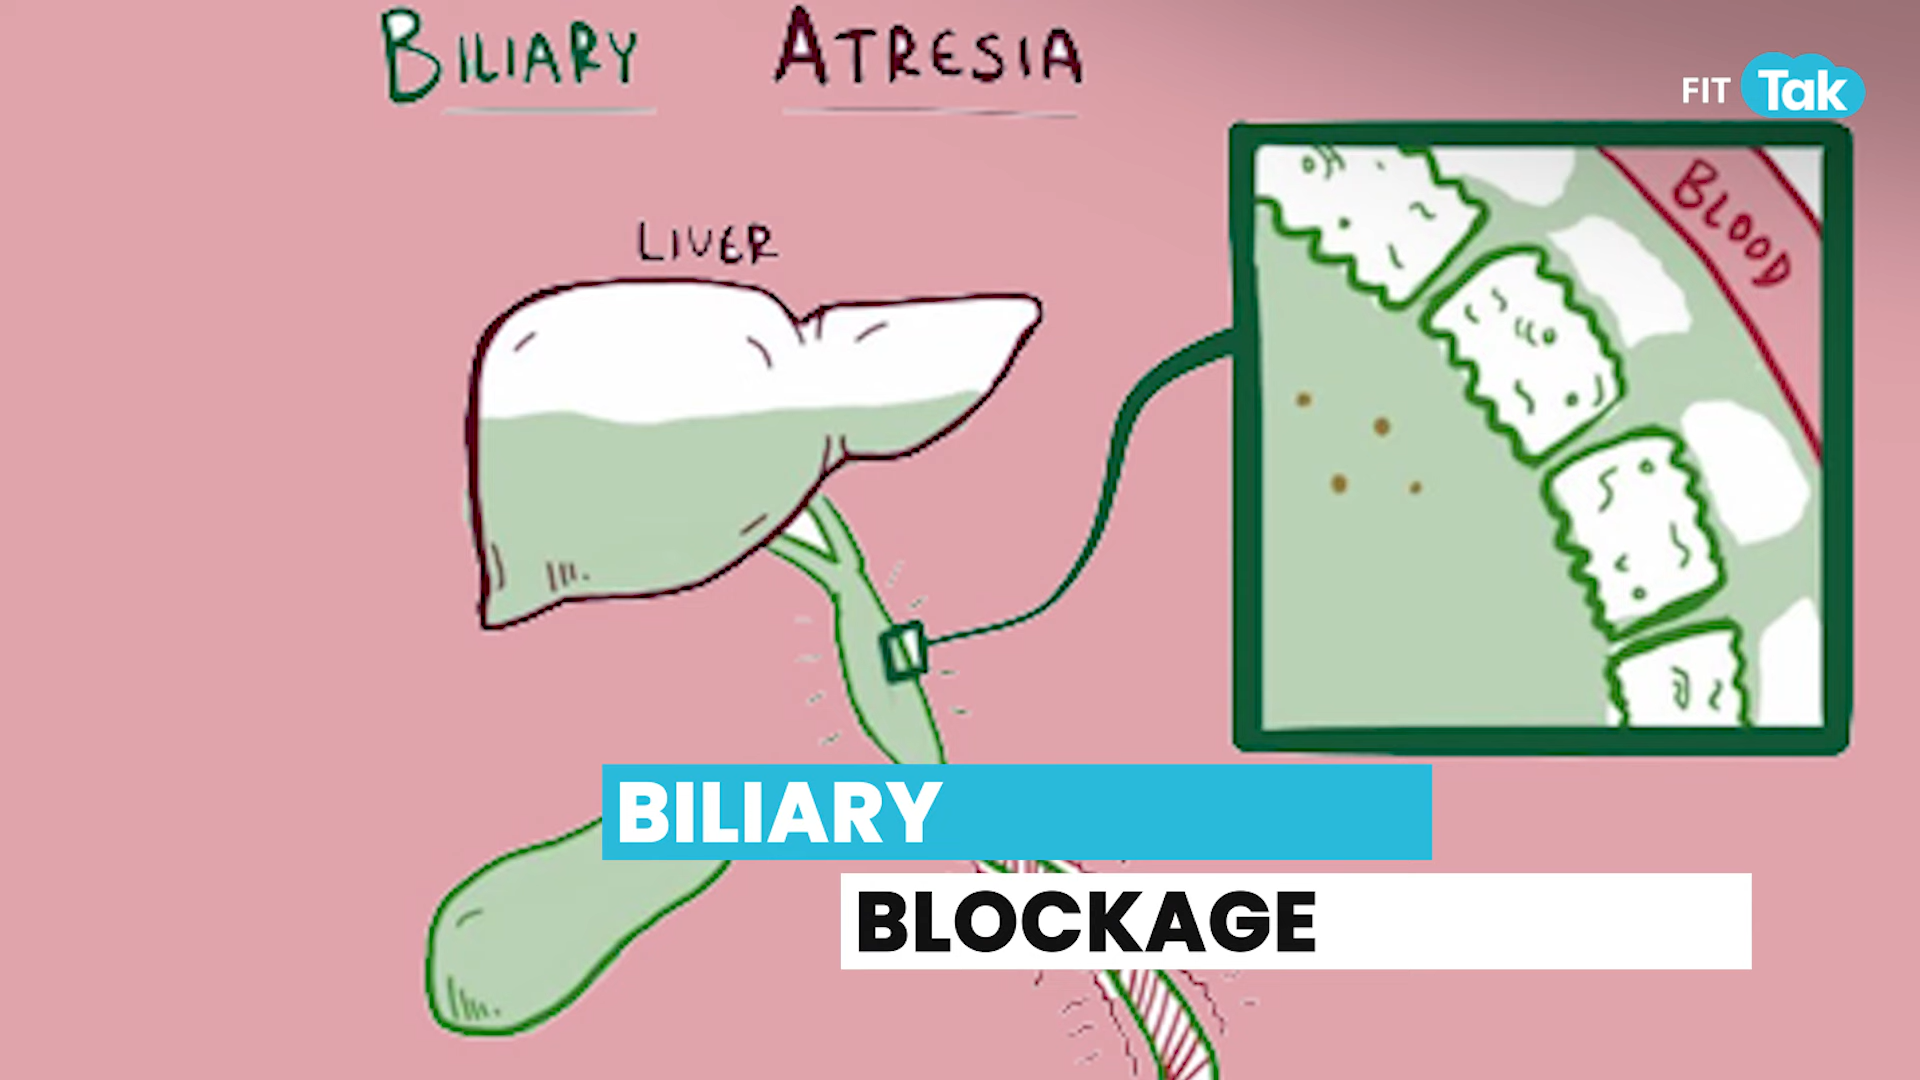 BILIARY ATRESIA
FIT Tak
LIVER
BLOOD
BILIARY
BLOCKAGE